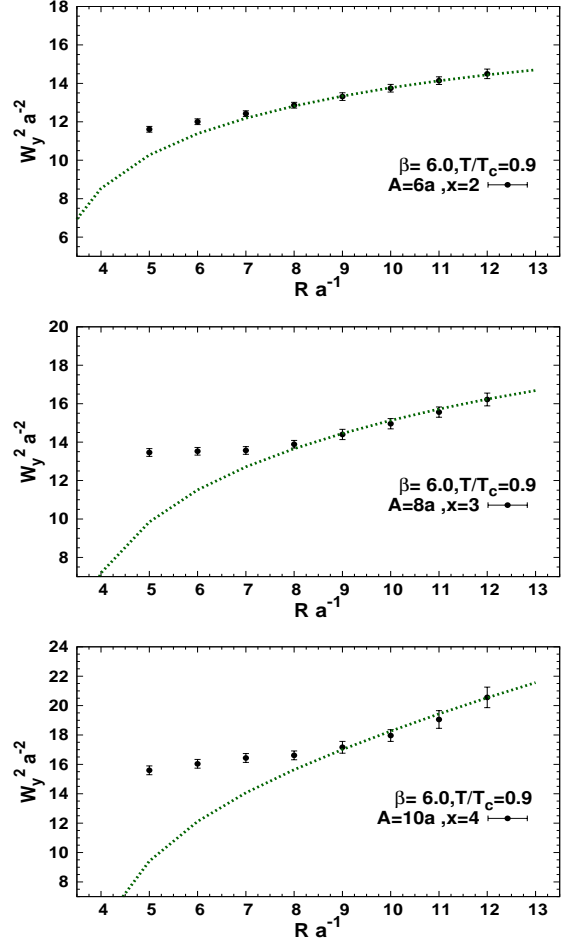 18
16
14
12
10
8
6
W_y^2 a^-2
β= 6.0,T/T_c=0.9
A=6a ,x=2
4 5 6 7 8 9 10 11 12 13
R a^-1
20
18
16
14
12
10
8
W_y^2 a^-2
β= 6.0,T/T_c=0.9
A=8a ,x=3
4 5 6 7 8 9 10 11 12 13
R a^-1
24
22
20
18
16
14
12
10
8
W_y^2 a^-2
β= 6.0,T/T_c=0.9
A=10a ,x=4
4 5 6 7 8 9 10 11 12 13
R a^-1